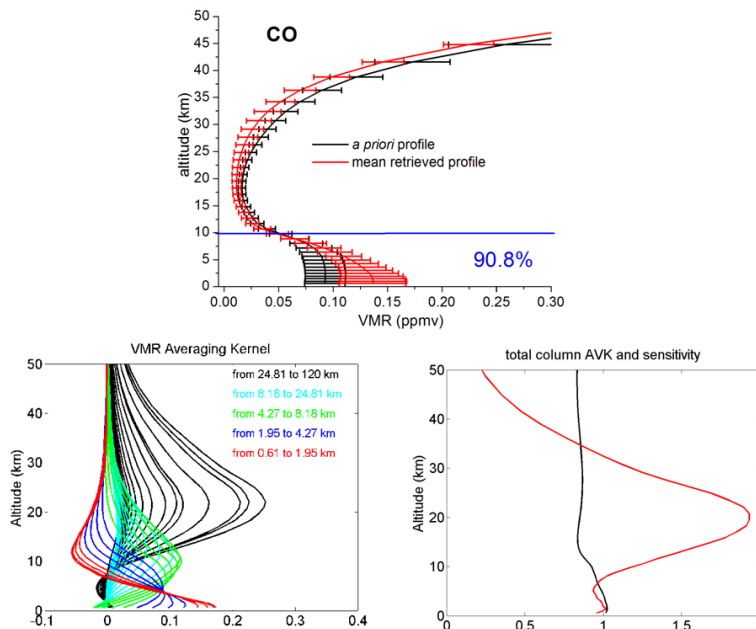 CO
50
45
40
35
30
25
20
15
10
5
0
altitude (km)
a priori profile
mean retrieved profile
90.8%
0.00 0.05 0.10 0.15 0.20 0.25 0.30
VMR (ppmv)
VMR Averaging Kernel
50
40
30
20
10
0
Altitude (km)
from 24.81 to 120 km
from 8.18 to 24.81 km
from 4.27 to 8.18 km
from 1.95 to 4.27 km
from 0.61 to 1.95 km
-0.1 0 0.1 0.2 0.3 0.4
total column AVK and sensitivity
50
40
30
20
10
0
Altitude (km)
0 0.5 1 1.5